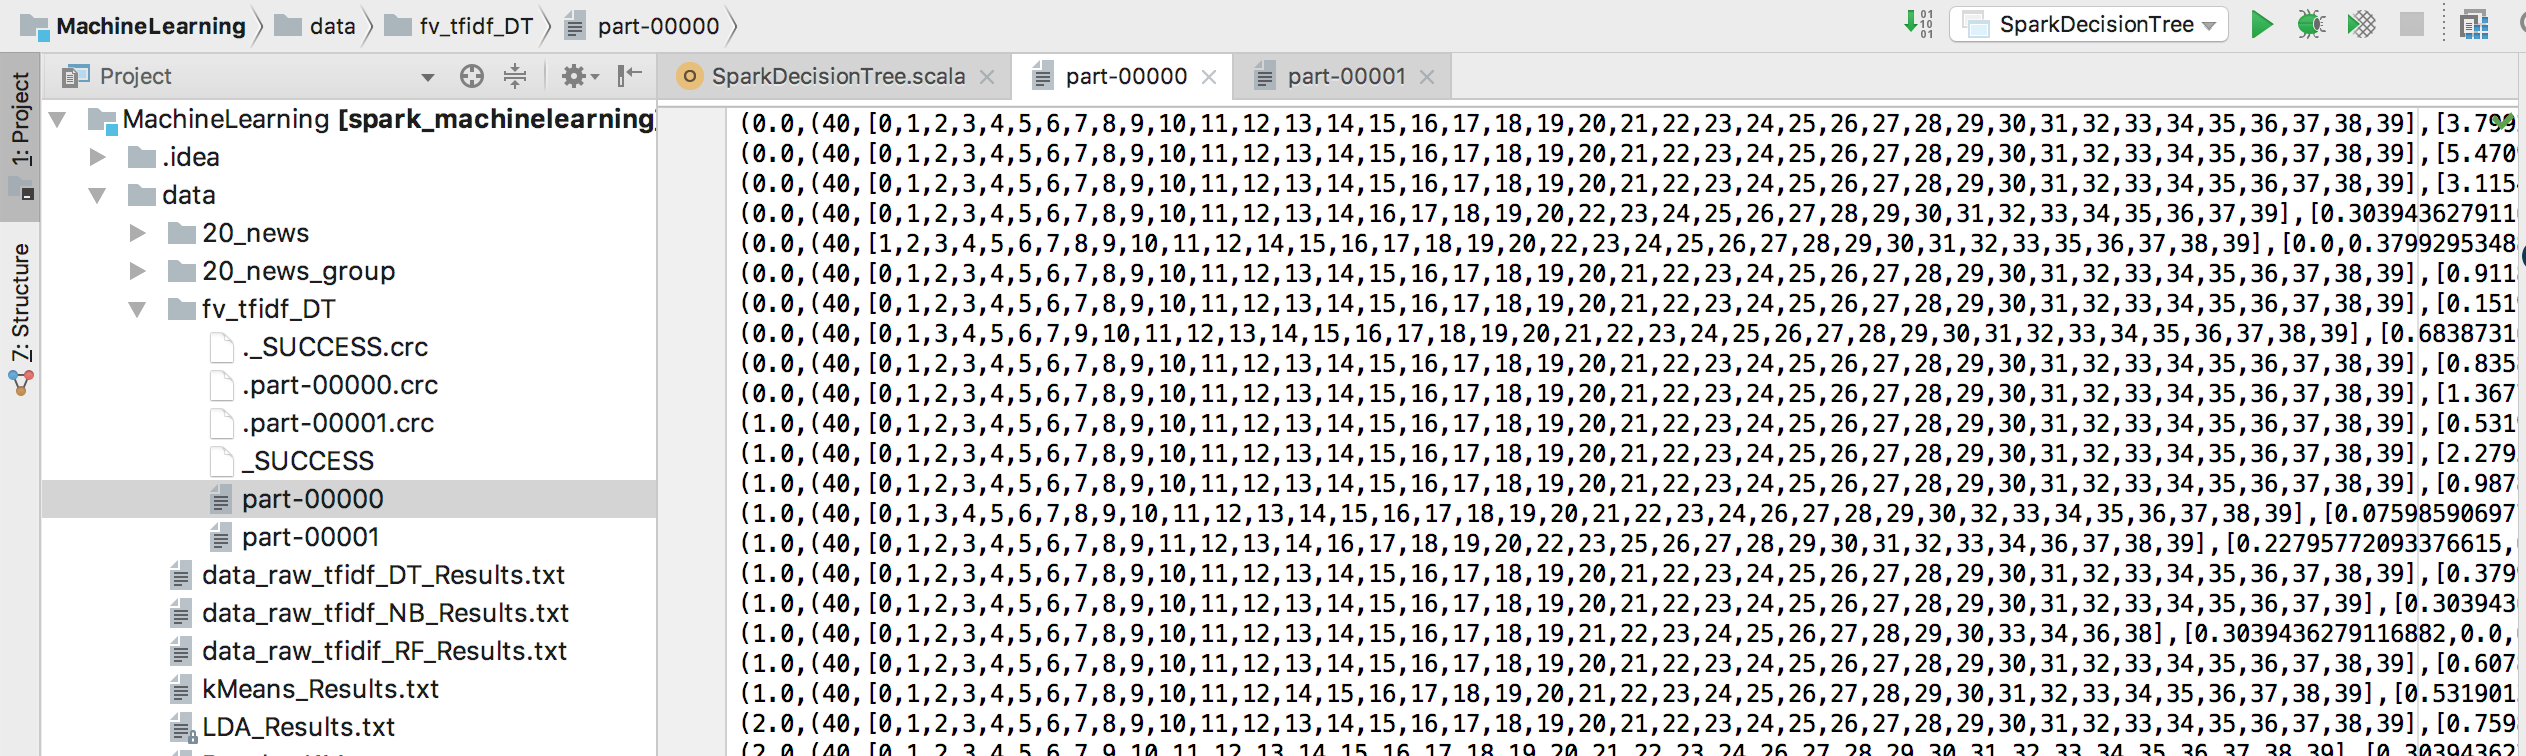 MachineLearning data fv_tfidf_DT part-00000
SparkDecisionTree
1: Project
7: Structure
Project
MachineLearning [spark_machinelearning
.idea
data
20_news
20_news_group
fv_tfidf_DT
._SUCCESS.crc
.part-00000.crc
.part-00001.crc
_SUCCESS
part-00000
part-00001
data_raw_tfidf_DT_Results.txt
data_raw_tfidf_NB_Results.txt
data_raw_tfidif_RF_Results.txt
kMeans_Results.txt
LDA_Results.txt
SparkDecisionTree.scala part-00000 part-00001
(0.0,(40,[0,1,2,3,4,5,6,7,8,9,10,11,12,13,14,15,16,17,18,19,20,21,22,23,24,25,26,27,28,29,30,31,32,33,34,35,36,37,38,39],[3.799
(0.0,(40,[0,1,2,3,4,5,6,7,8,9,10,11,12,13,14,15,16,17,18,19,20,21,22,23,24,25,26,27,28,29,30,31,32,33,34,35,36,37,38,39],[5.470
(0.0,(40,[0,1,2,3,4,5,6,7,8,9,10,11,12,13,14,15,16,17,18,19,20,21,22,23,24,25,26,27,28,29,30,31,32,33,34,35,36,37,38,39],[3.115
(0.0,(40,[0,1,2,3,4,5,6,7,8,9,10,11,12,13,14,16,17,18,19,20,22,23,24,25,26,27,28,29,30,31,32,33,34,35,36,37,39],[0.303943627911
(0.0,(40,[1,2,3,4,5,6,7,8,9,10,11,12,14,15,16,17,18,19,20,22,23,24,25,26,27,28,29,30,31,32,33,35,36,37,38,39],[0.0,0.3799295348
(0.0,(40,[0,1,2,3,4,5,6,7,8,9,10,11,12,13,14,15,16,17,18,19,20,21,22,23,24,25,26,27,28,29,30,31,32,33,34,35,36,37,38,39],[0.911
(0.0,(40,[0,1,2,3,4,5,6,7,8,9,10,11,12,13,14,15,16,17,18,19,20,21,22,23,24,25,26,27,28,29,30,31,32,33,34,35,36,37,38,39],[0.151
(0.0,(40,[0,1,3,4,5,6,7,9,10,11,12,13,14,15,16,17,18,19,20,21,22,23,24,25,26,27,28,29,30,31,32,33,34,35,36,37,38,39],[0.6838731
(0.0,(40,[0,1,2,3,4,5,6,7,8,9,10,11,12,13,14,15,16,17,18,19,20,21,22,23,24,25,26,27,28,29,30,31,32,33,34,35,36,37,38,39],[0.835
(0.0,(40,[0,1,2,3,4,5,6,7,8,9,10,11,12,13,14,15,16,17,18,19,20,21,22,23,24,25,26,27,28,29,30,31,32,33,34,35,36,37,38,39],[1.367
(1.0,(40,[0,1,2,3,4,5,6,7,8,9,10,11,12,13,14,15,16,17,18,19,20,21,22,23,24,25,26,27,28,29,30,31,32,33,34,35,36,37,38,39],[0.531
(1.0,(40,[0,1,2,3,4,5,6,7,8,9,10,11,12,13,14,15,16,17,18,19,20,21,22,23,24,25,26,27,28,29,30,31,32,33,34,35,36,37,38,39],[2.279
(1.0,(40,[0,1,2,3,4,5,6,7,8,9,10,11,12,13,14,15,16,17,18,19,20,21,22,23,24,25,26,27,28,29,30,31,32,33,34,35,36,37,38,39],[0.987
(1.0,(40,[0,1,3,4,5,6,7,8,9,10,11,12,13,14,15,16,17,18,19,20,21,22,23,24,26,27,28,29,30,32,33,34,35,36,37,38,39],[0.0759859069
(1.0,(40,[0,1,2,3,4,5,6,7,8,9,11,12,13,14,16,17,18,19,20,22,23,25,26,27,28,29,30,31,32,33,34,36,37,38,39],[0.22795772093376615,
(1.0,(40,[0,1,2,3,4,5,6,7,8,9,10,11,12,13,14,15,16,17,18,19,20,21,22,23,24,25,26,27,28,29,30,31,32,33,34,35,36,37,38,39],[0.379
(1.0,(40,[0,1,2,3,4,5,6,7,8,9,10,11,12,13,14,15,16,17,18,19,20,21,22,23,24,25,26,27,28,29,30,31,32,33,34,35,36,37,39],[0.30394
(1.0,(40,[0,1,2,3,4,5,6,7,8,9,10,11,12,13,14,15,16,17,18,19,21,22,23,24,25,26,27,28,29,30,33,34,36,38],[0.3039436279116882,0.0,
(1.0,(40,[0,1,2,3,4,5,6,7,8,9,10,11,12,13,14,15,16,17,18,19,20,21,22,23,24,25,26,27,28,29,30,31,32,33,34,35,36,37,38,39],[0.607
(1.0,(40,[0,1,2,3,4,5,6,7,8,9,10,11,12,14,15,16,17,18,19,20,21,22,23,24,25,26,27,28,29,30,31,32,33,34,35,36,37,38,39],[0.53190
(2.0,(40,[0,1,2,3,4,5,6,7,8,9,10,11,12,13,14,15,16,17,18,19,20,21,22,23,24,25,26,27,28,29,30,31,32,33,34,35,36,37,38,39],[0.759